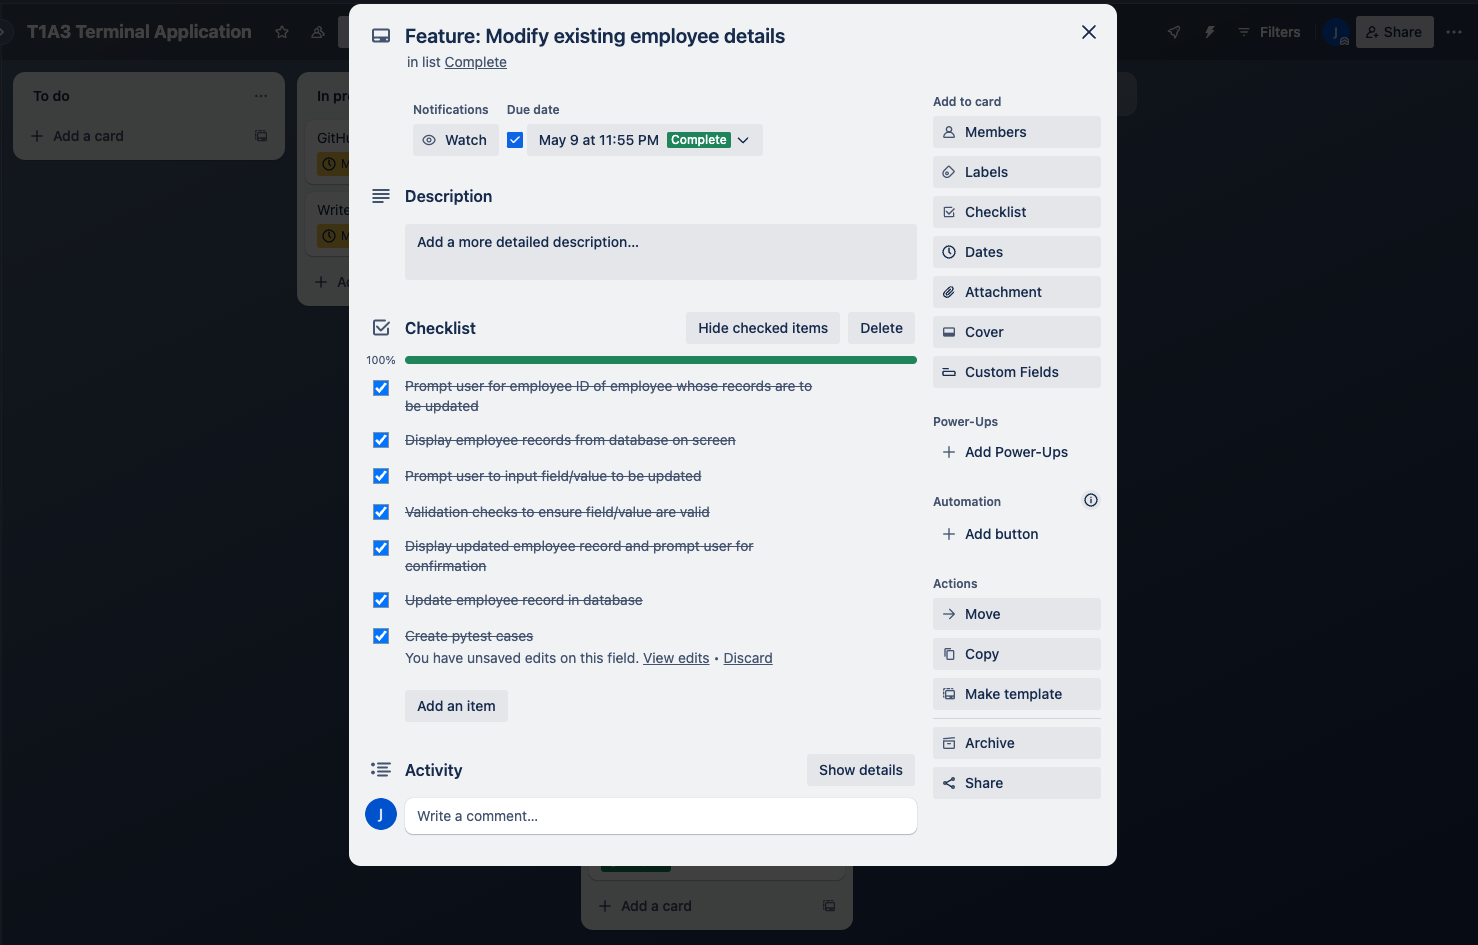 T1A3 Terminal Application
Filters
J
Share
To do
Add a card
In pr
GitHu
M
Write
M
Ad
Feature: Modify existing employee details
in list Complete
Notifications
Due date
Watch
May 9 at 11:55 PM Complete
Description
Add a more detailed description...
Checklist
Hide checked items
Delete
100%
Prompt user for employee ID of employee whose records are to
be updated
Display employee records from database on screen
Prompt user to input field/value to be updated
Validation checks to ensure field/value are valid
Display updated employee record and prompt user for
confirmation
Update employee record in database
Create pytest cases
You have unsaved edits on this field. View edits • Discard
Add an item
Activity
Show details
J
Write a comment...
Add to card
Members
Labels
Checklist
Dates
Attachment
Cover
Custom Fields
Power-Ups
Add Power-Ups
Automation
Add button
Actions
Move
Copy
Make template
Archive
Share
Add a card